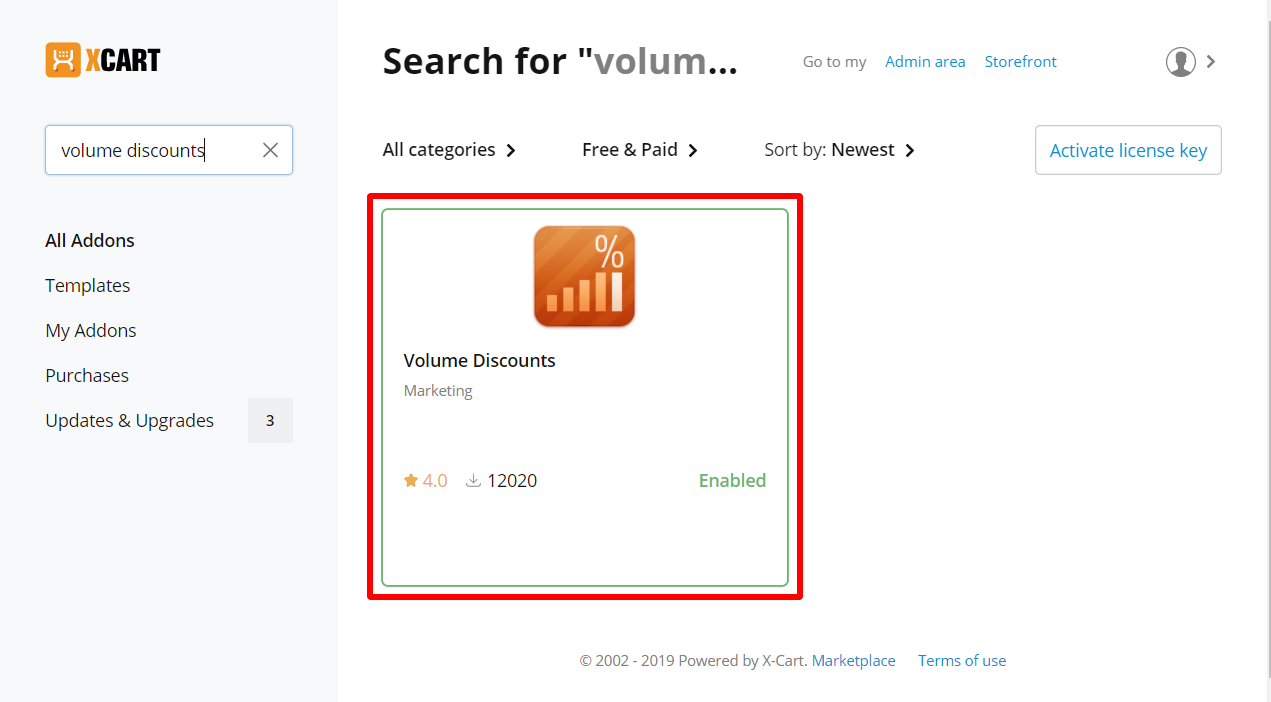 XCART
Search for "volum...
Go to my Admin area Storefront
volume discounts
All categories Free & Paid Sort by: Newest Activate license key
All Addons
Templates
My Addons
Purchases
Updates & Upgrades 3
%
Volume Discounts
Marketing
4.0 12020 Enabled
© 2002 - 2019 Powered by X-Cart. Marketplace Terms of use